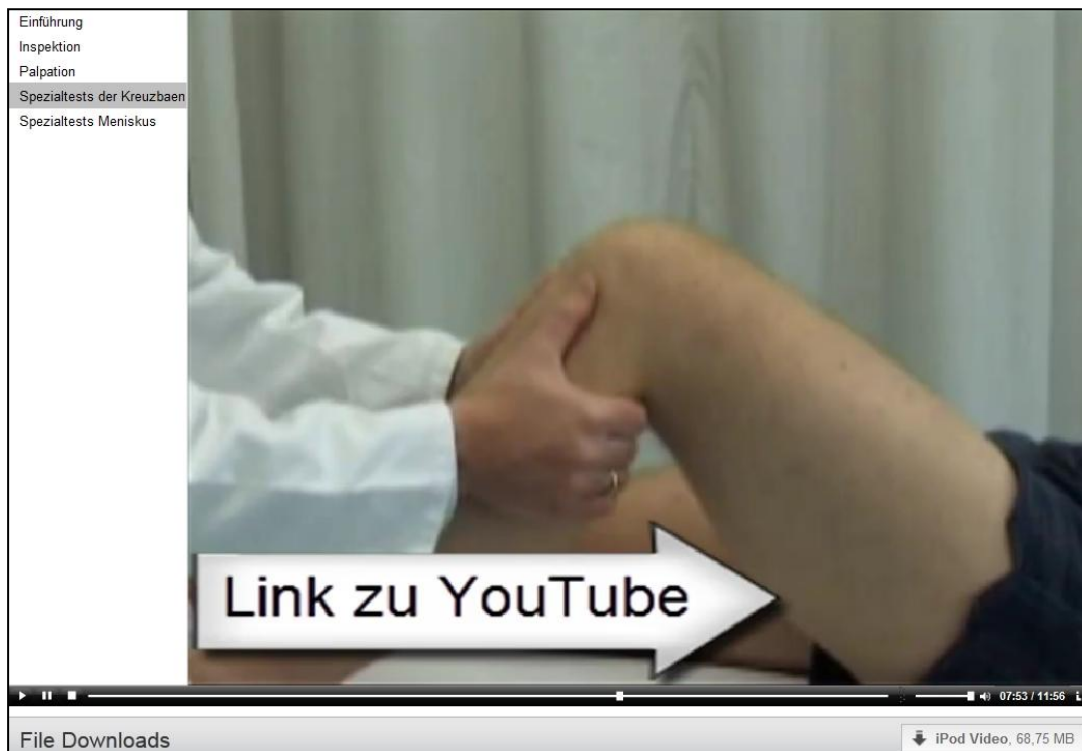 Einführung
Inspektion
Palpation
Spezialtests der Kreuzbaen
Spezialtests Meniskus
Link zu YouTube
07:53 / 11:56
File Downloads
iPod Video, 68,75 MB